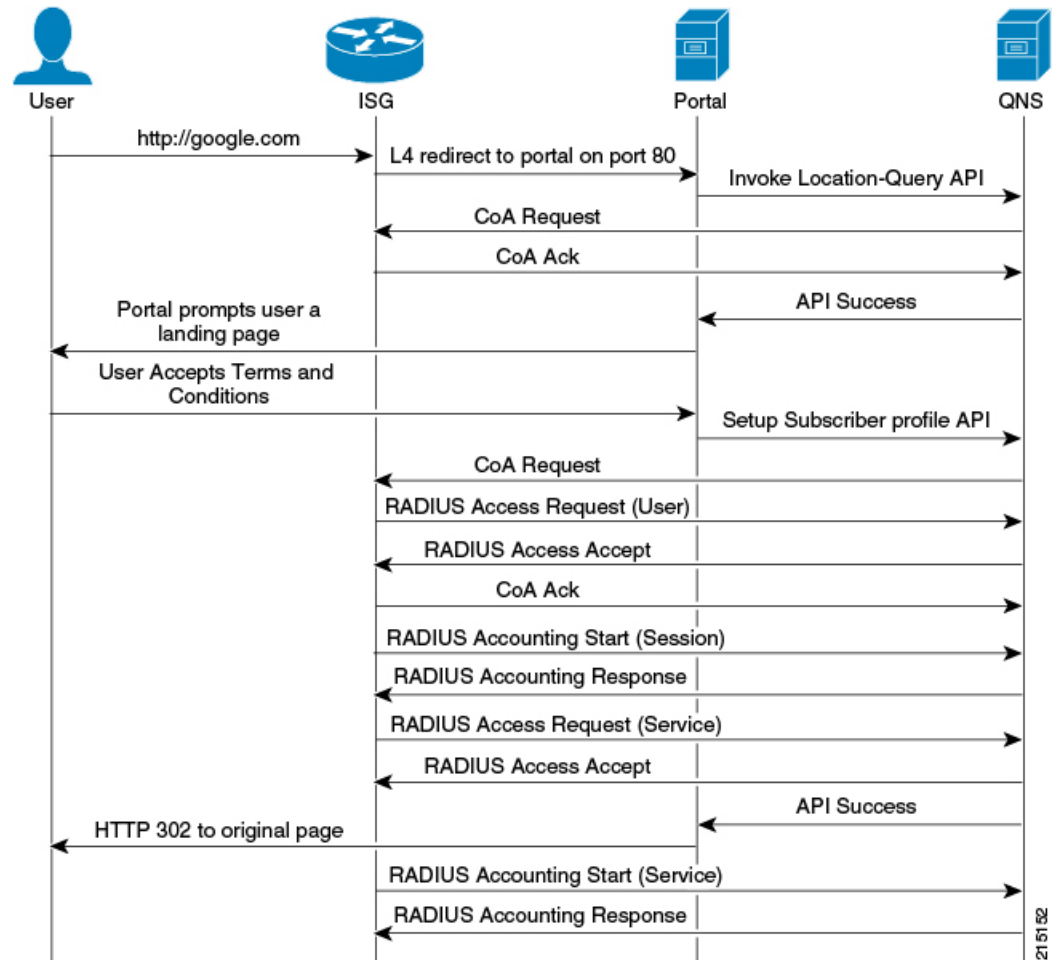 User
ISG
Portal
QNS
http://google.com
L4 redirect to portal on port 80
Invoke Location-Query API
CoA Request
CoA Ack
API Success
Portal prompts user a
landing page
User Accepts Terms and
Conditions
Setup Subscriber profile API
CoA Request
RADIUS Access Request (User)
RADIUS Access Accept
CoA Ack
RADIUS Accounting Start (Session)
RADIUS Accounting Response
RADIUS Access Request (Service)
RADIUS Access Accept
API Success
HTTP 302 to original page
RADIUS Accounting Start (Service)
RADIUS Accounting Response
215152